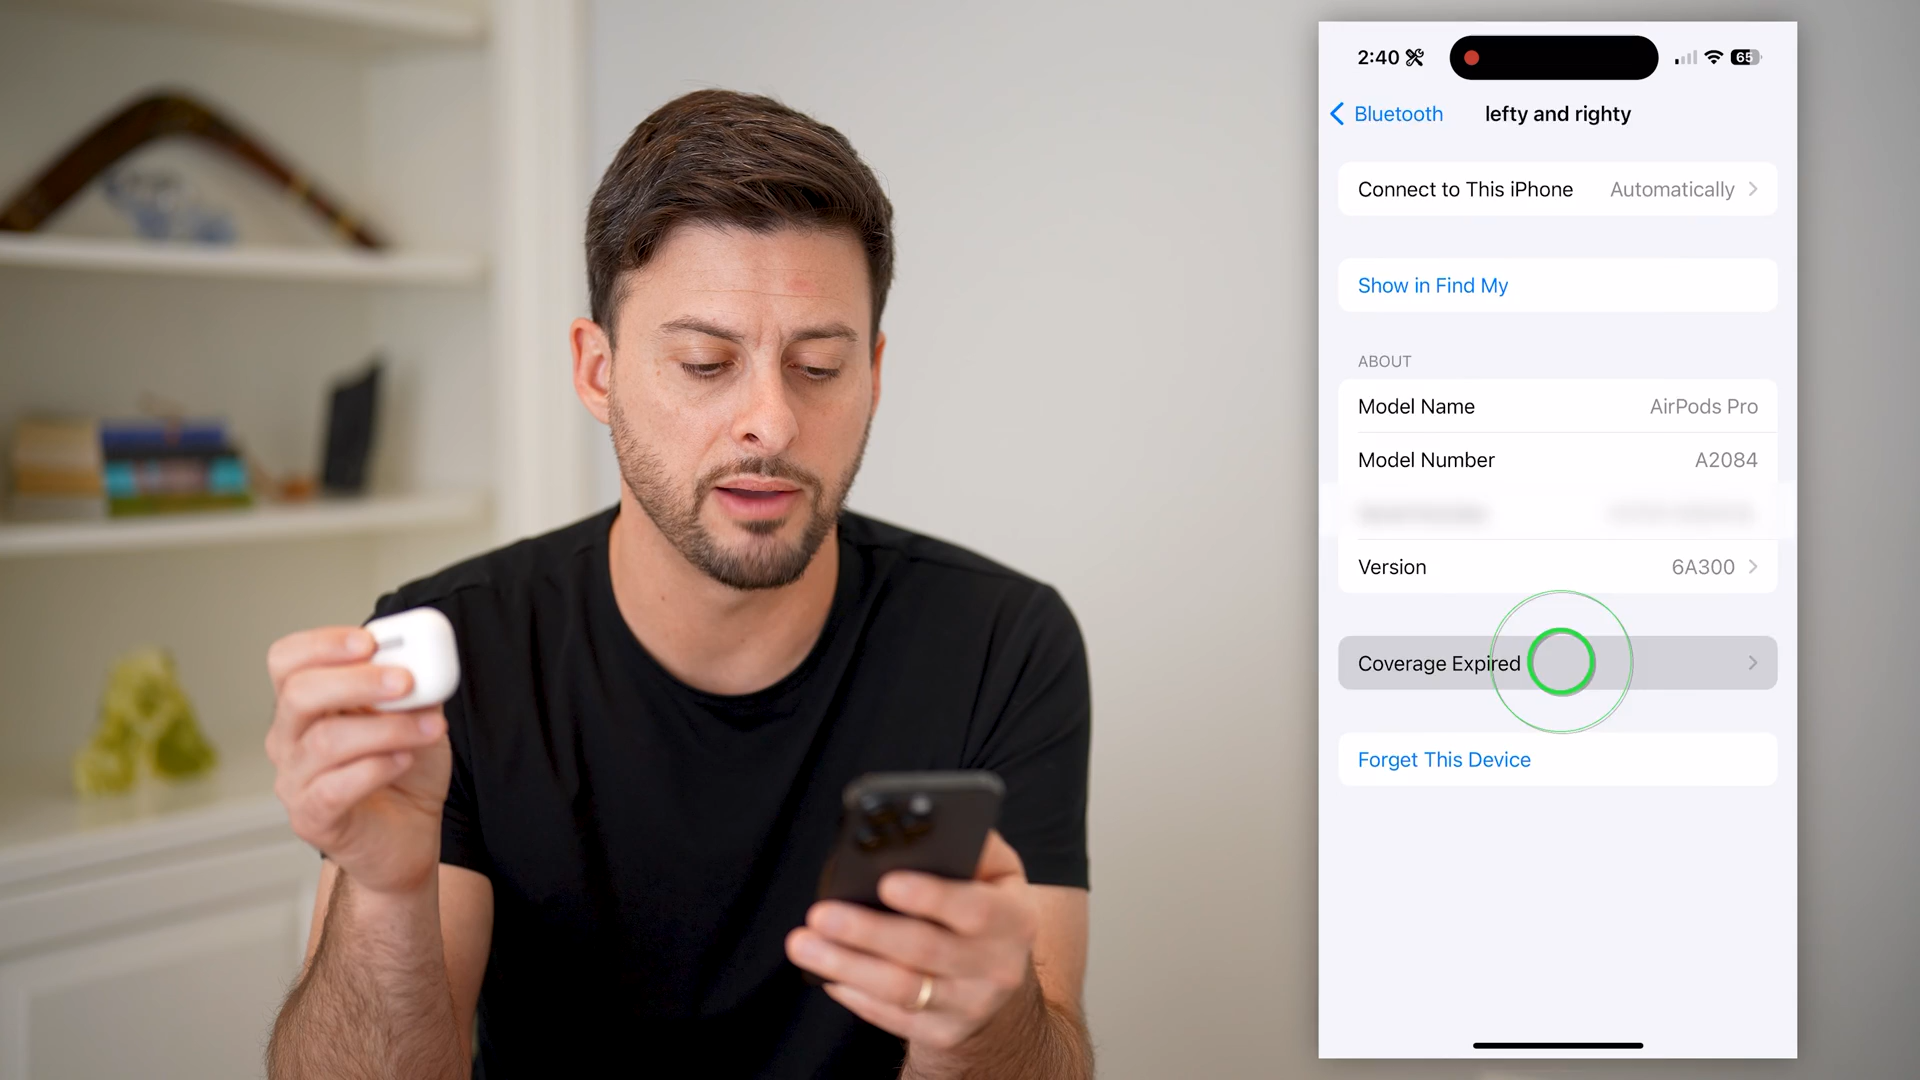 2:40 65
Bluetooth lefty and righty
Connect to This iPhone Automatically
Show in Find My
ABOUT
Model Name AirPods Pro
Model Number A2084
Version 6A300
Coverage Expired
Forget This Device